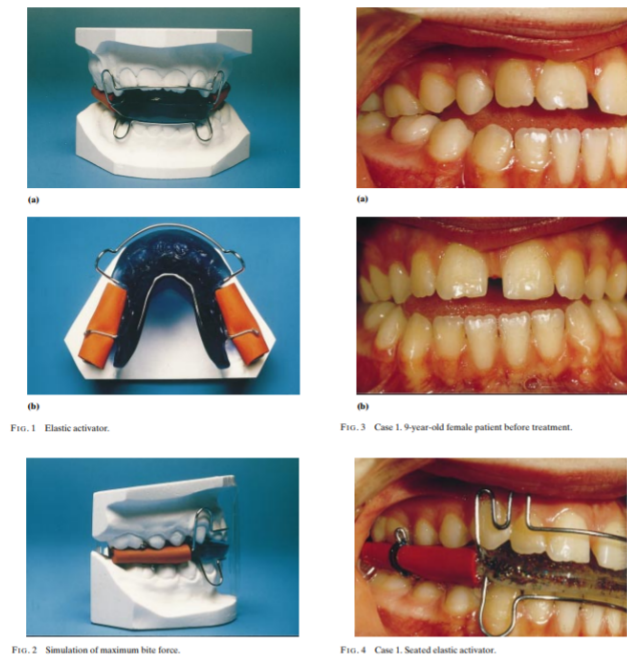 (a)
(b)
FIG. 1 Elastic activator.
FIG. 2 Simulation of maximum bite force.
(a)
(b)
FIG. 3 Case 1. 9-year-old female patient before treatment.
FIG. 4 Case 1. Seated elastic activator.